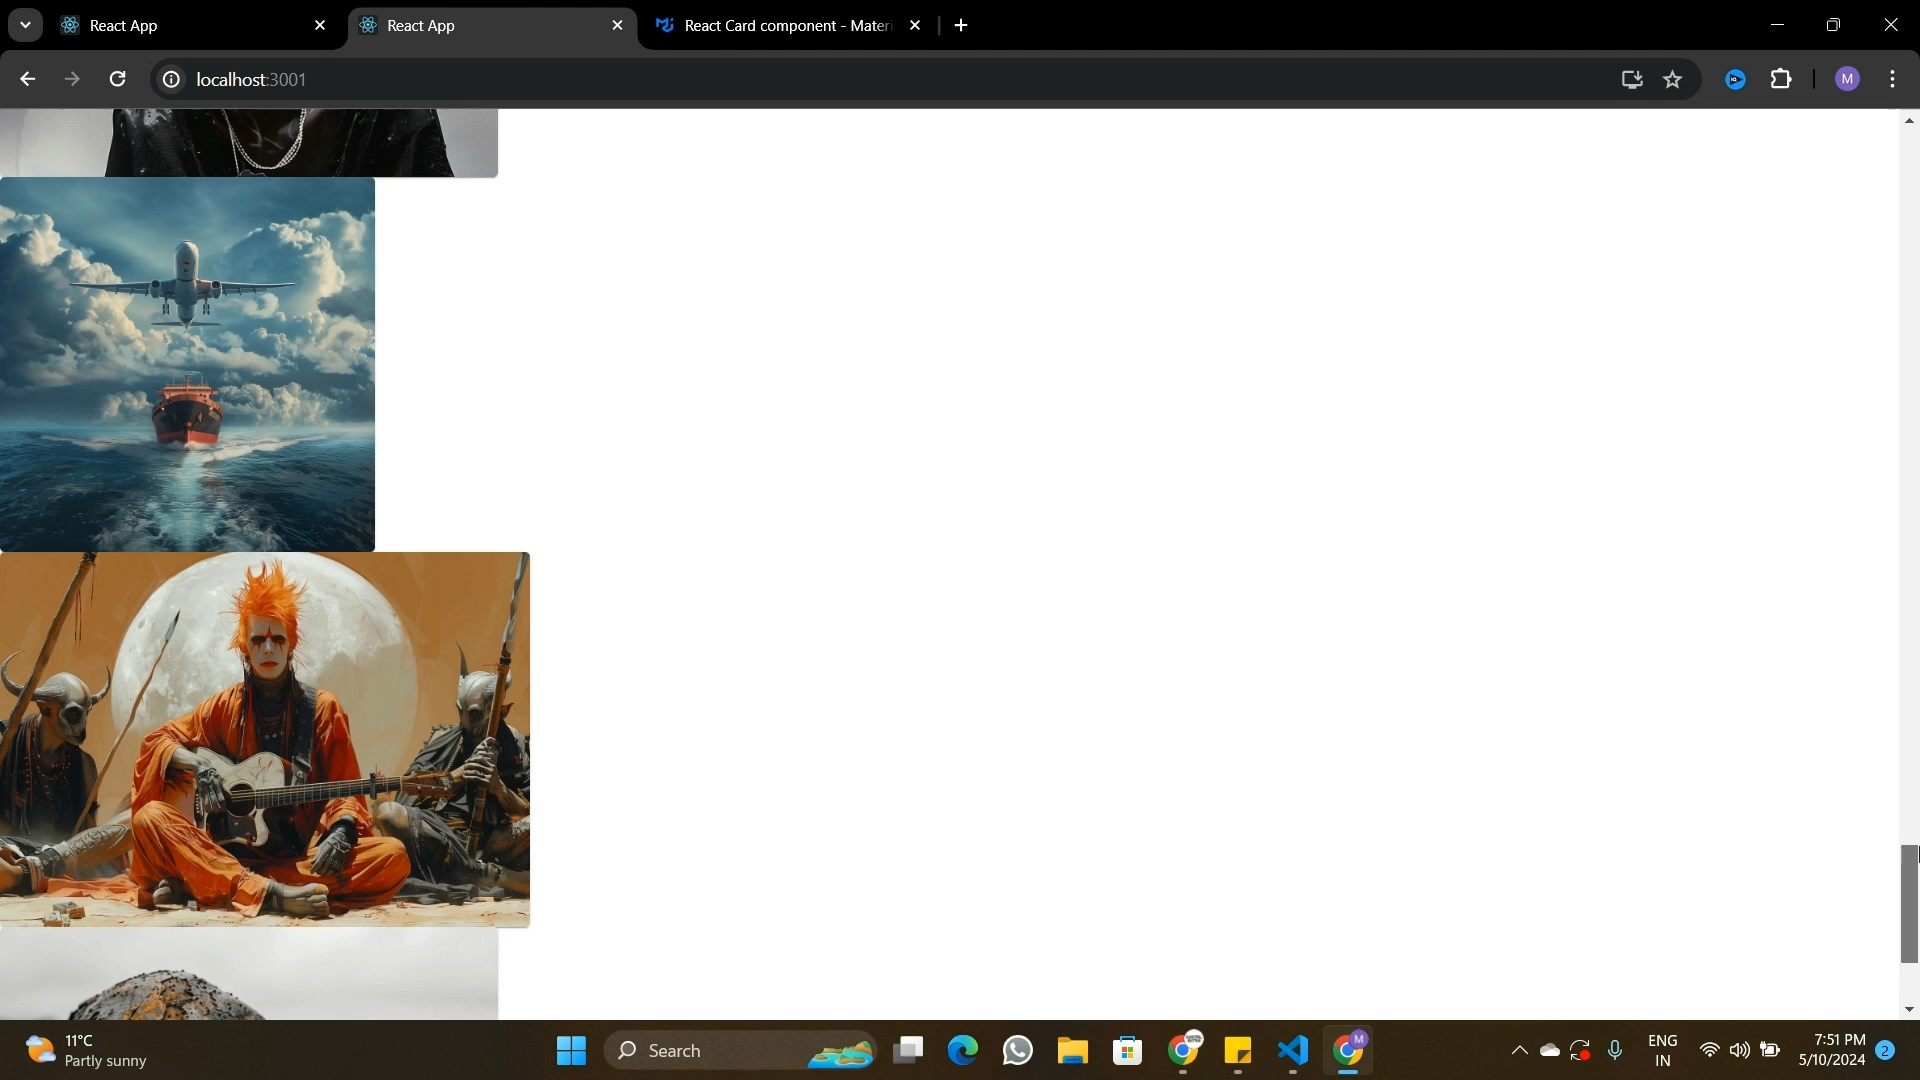 React App
React App
React Card component - Materi
localhost:3001
M
11°C
Partly sunny
Search
M
ENG
IN
7:51 PM
5/10/2024
2